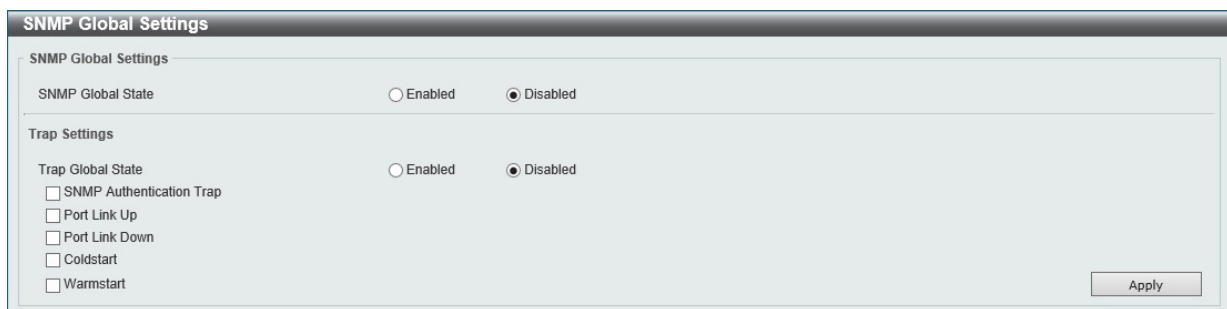 SNMP Global Settings
SNMP Global Settings
SNMP Global State Enabled Disabled
Trap Settings
Trap Global State Enabled Disabled
SNMP Authentication Trap
Port Link Up
Port Link Down
Coldstart
Warmstart
Apply